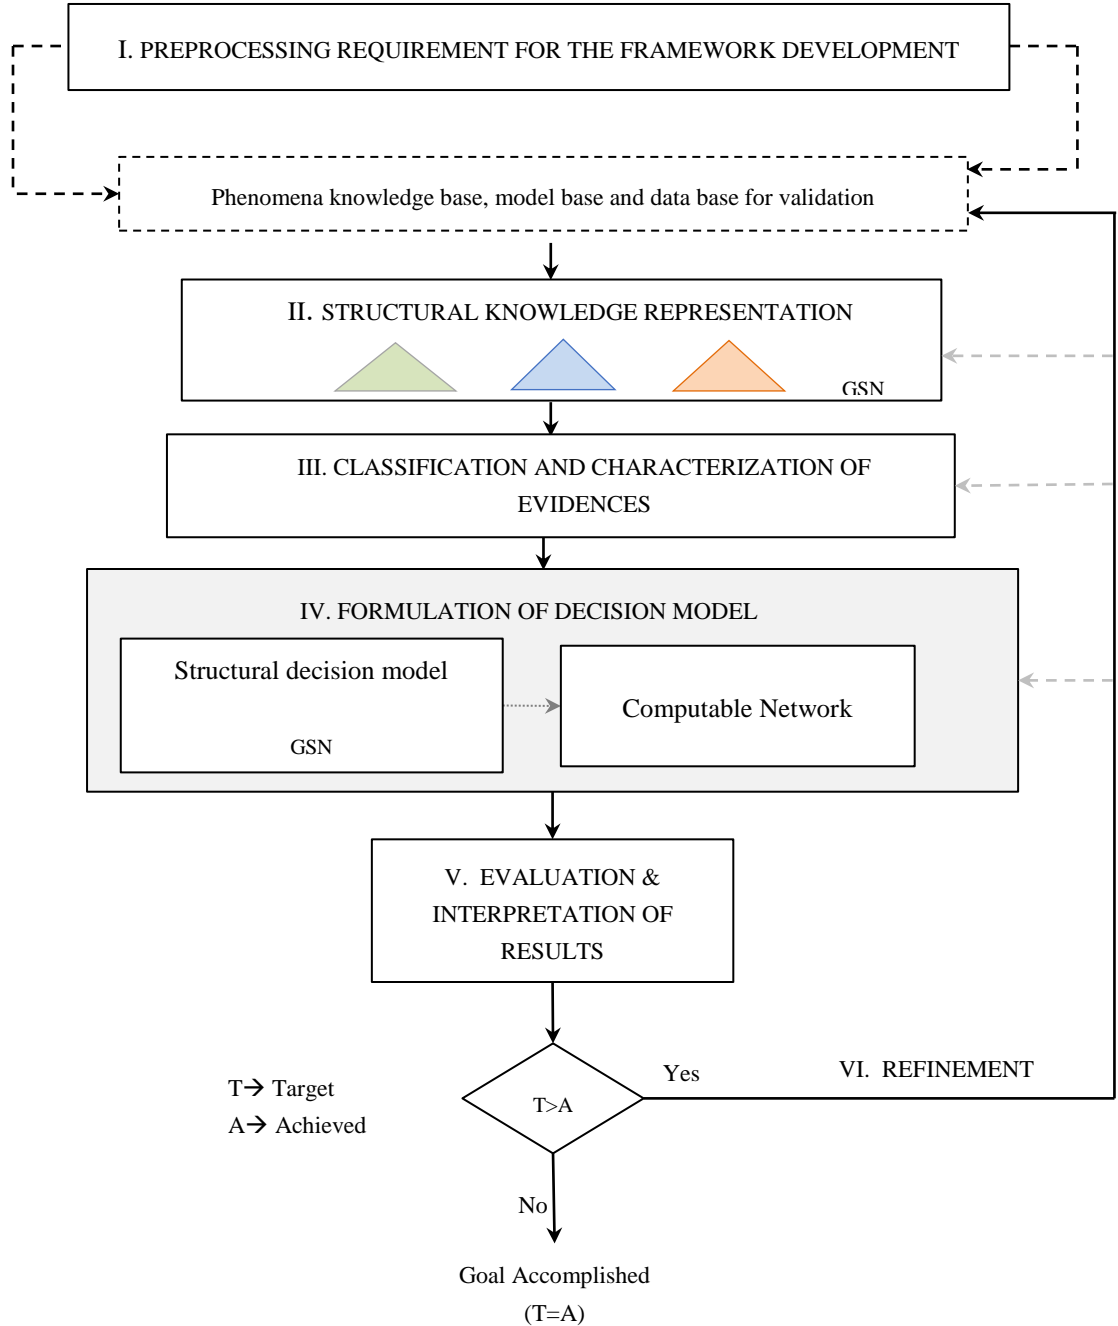 I. PREPROCESSING REQUIREMENT FOR THE FRAMEWORK DEVELOPMENT
Phenomena knowledge base, model base and data base for validation
II. STRUCTURAL KNOWLEDGE REPRESENTATION
GSN
III. CLASSIFICATION AND CHARACTERIZATION OF
EVIDENCES
IV. FORMULATION OF DECISION MODEL
Structural decision model
GSN
Computable Network
V. EVALUATION &
INTERPRETATION OF
RESULTS
T→ Target
A→ Achieved
T>A
Yes
VI. REFINEMENT
No
Goal Accomplished
(T=A)